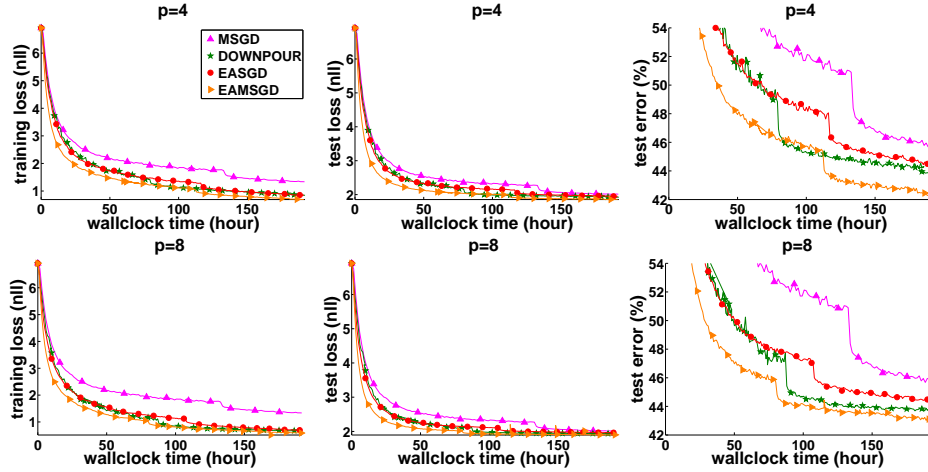 p=4
training loss (nll)
6
5
4
3
2
1
0
50
100
150
wallclock time (hour)
MSGD
DOWNPOUR
EASGD
EAMSGD
p=4
test loss (nll)
6
5
4
3
2
0
50
100
150
wallclock time (hour)
p=4
test error (%)
54
52
50
48
46
44
42
0
50
100
150
wallclock time (hour)
p=8
training loss (nll)
6
5
4
3
2
1
0
50
100
150
wallclock time (hour)
p=8
test loss (nll)
6
5
4
3
2
0
50
100
150
wallclock time (hour)
p=8
test error (%)
54
52
50
48
46
44
42
0
50
100
150
wallclock time (hour)